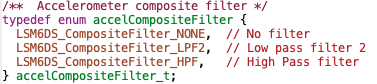 /**  Accelerometer composite filter */
typedef enum accelCompositeFilter {
  LSM6DS_CompositeFilter_NONE,  // No filter
  LSM6DS_CompositeFilter_LPF2,  // Low pass filter 2
  LSM6DS_CompositeFilter_HPF,   // High Pass filter
} accelCompositeFilter_t;